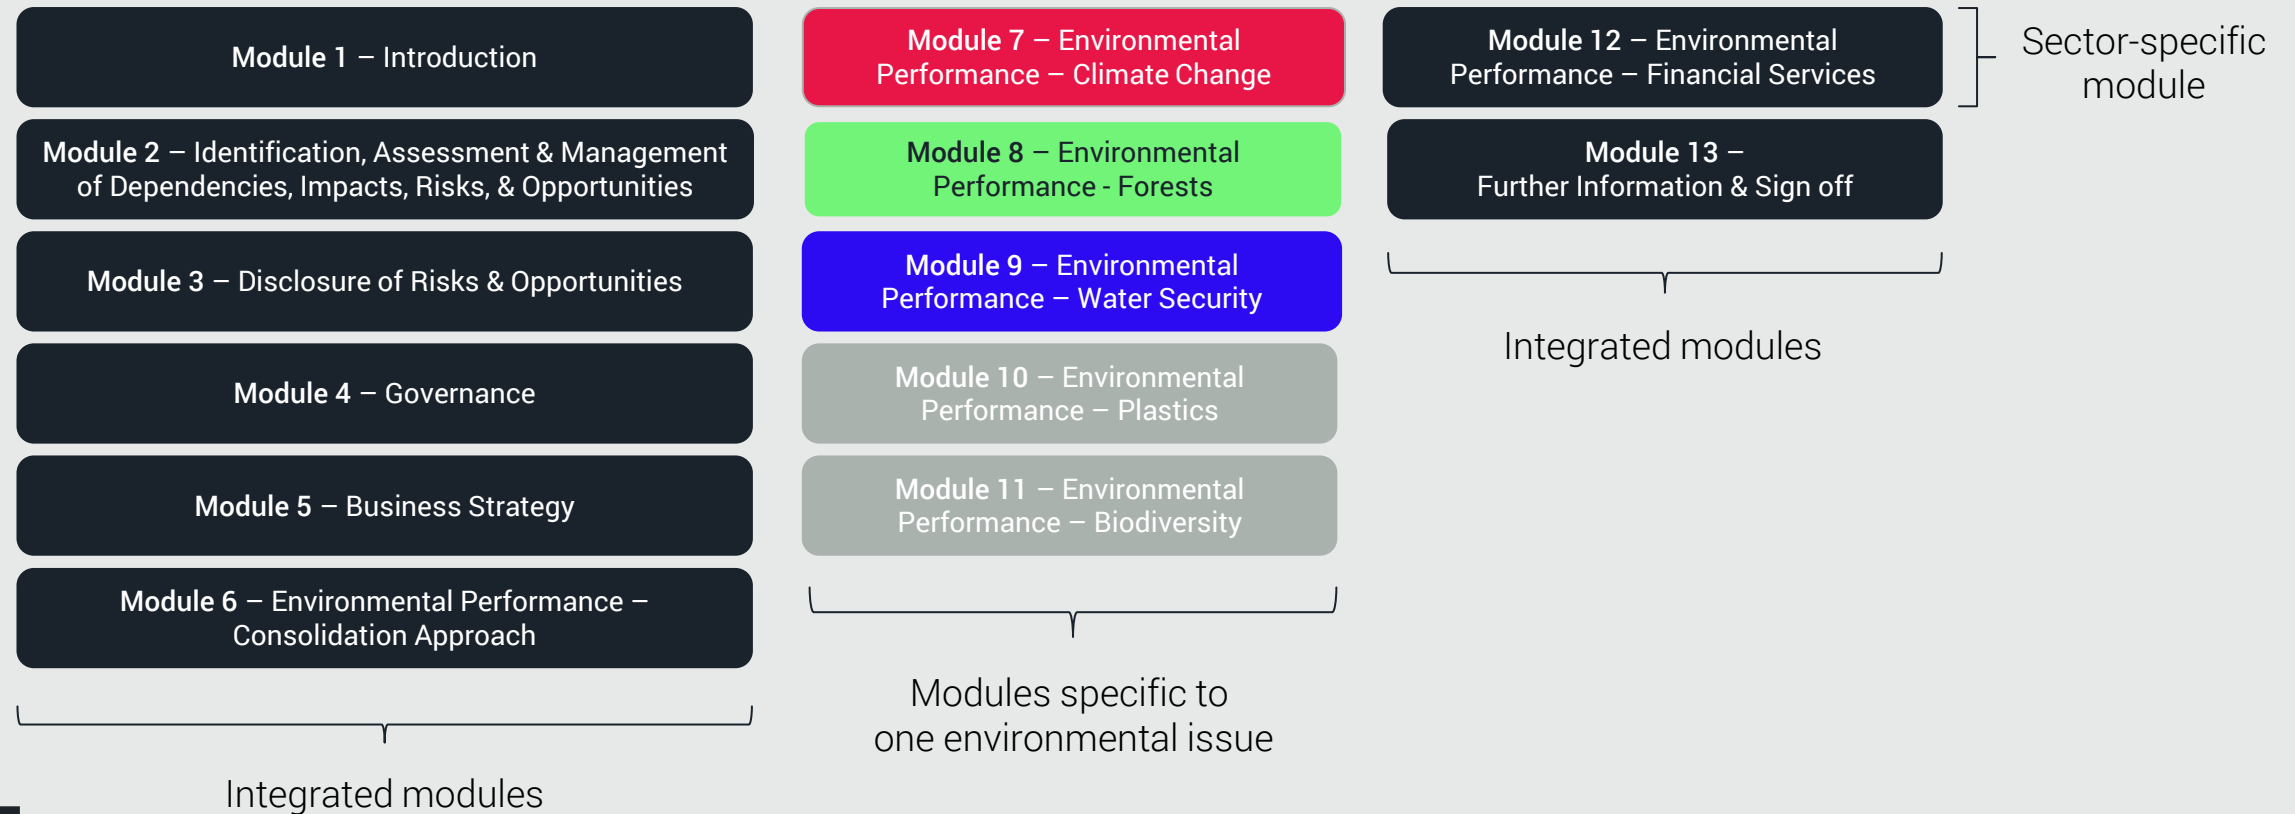 Module 1 – Introduction
Module 2 – Identification, Assessment & Management
of Dependencies, Impacts, Risks, & Opportunities
Module 3 – Disclosure of Risks & Opportunities
Module 4 – Governance
Module 5 – Business Strategy
Module 6 – Environmental Performance –
Consolidation Approach
Integrated modules
Module 7 – Environmental
Performance – Climate Change
Module 8 – Environmental
Performance - Forests
Module 9 – Environmental
Performance – Water Security
Module 10 – Environmental
Performance – Plastics
Module 11 – Environmental
Performance – Biodiversity
Modules specific to
one environmental issue
Module 12 – Environmental
Performance – Financial Services
Module 13 –
Further Information & Sign off
Integrated modules
Sector-specific
module